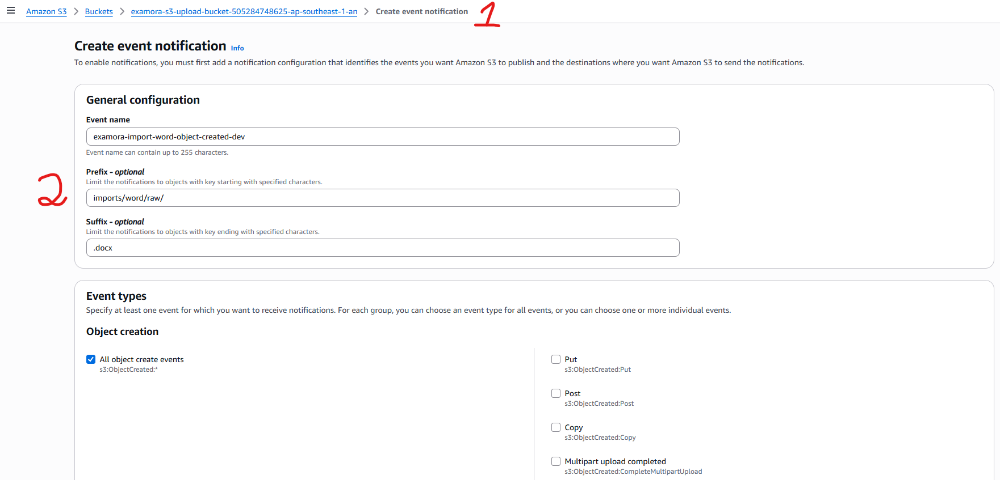 Amazon S3 > Buckets > examora-s3-upload-bucket-505284748625-ap-southeast-1-an > Create event notification 1
Create event notification Info
To enable notifications, you must first add a notification configuration that identifies the events you want Amazon S3 to publish and the destinations where you want Amazon S3 to send the notifications.
General configuration
Event name
examora-import-word-object-created-dev
Event name can contain up to 255 characters.
2
Prefix - optional
Limit the notifications to objects with key starting with specified characters.
imports/word/raw/
Suffix - optional
Limit the notifications to objects with key ending with specified characters.
.docx
Event types
Specify at least one event for which you want to receive notifications. For each group, you can choose an event type for all events, or you can choose one or more individual events.
Object creation
All object create events
s3:ObjectCreated:*
Put
s3:ObjectCreated:Put
Post
s3:ObjectCreated:Post
Copy
s3:ObjectCreated:Copy
Multipart upload completed
s3:ObjectCreated:CompleteMultipartUpload